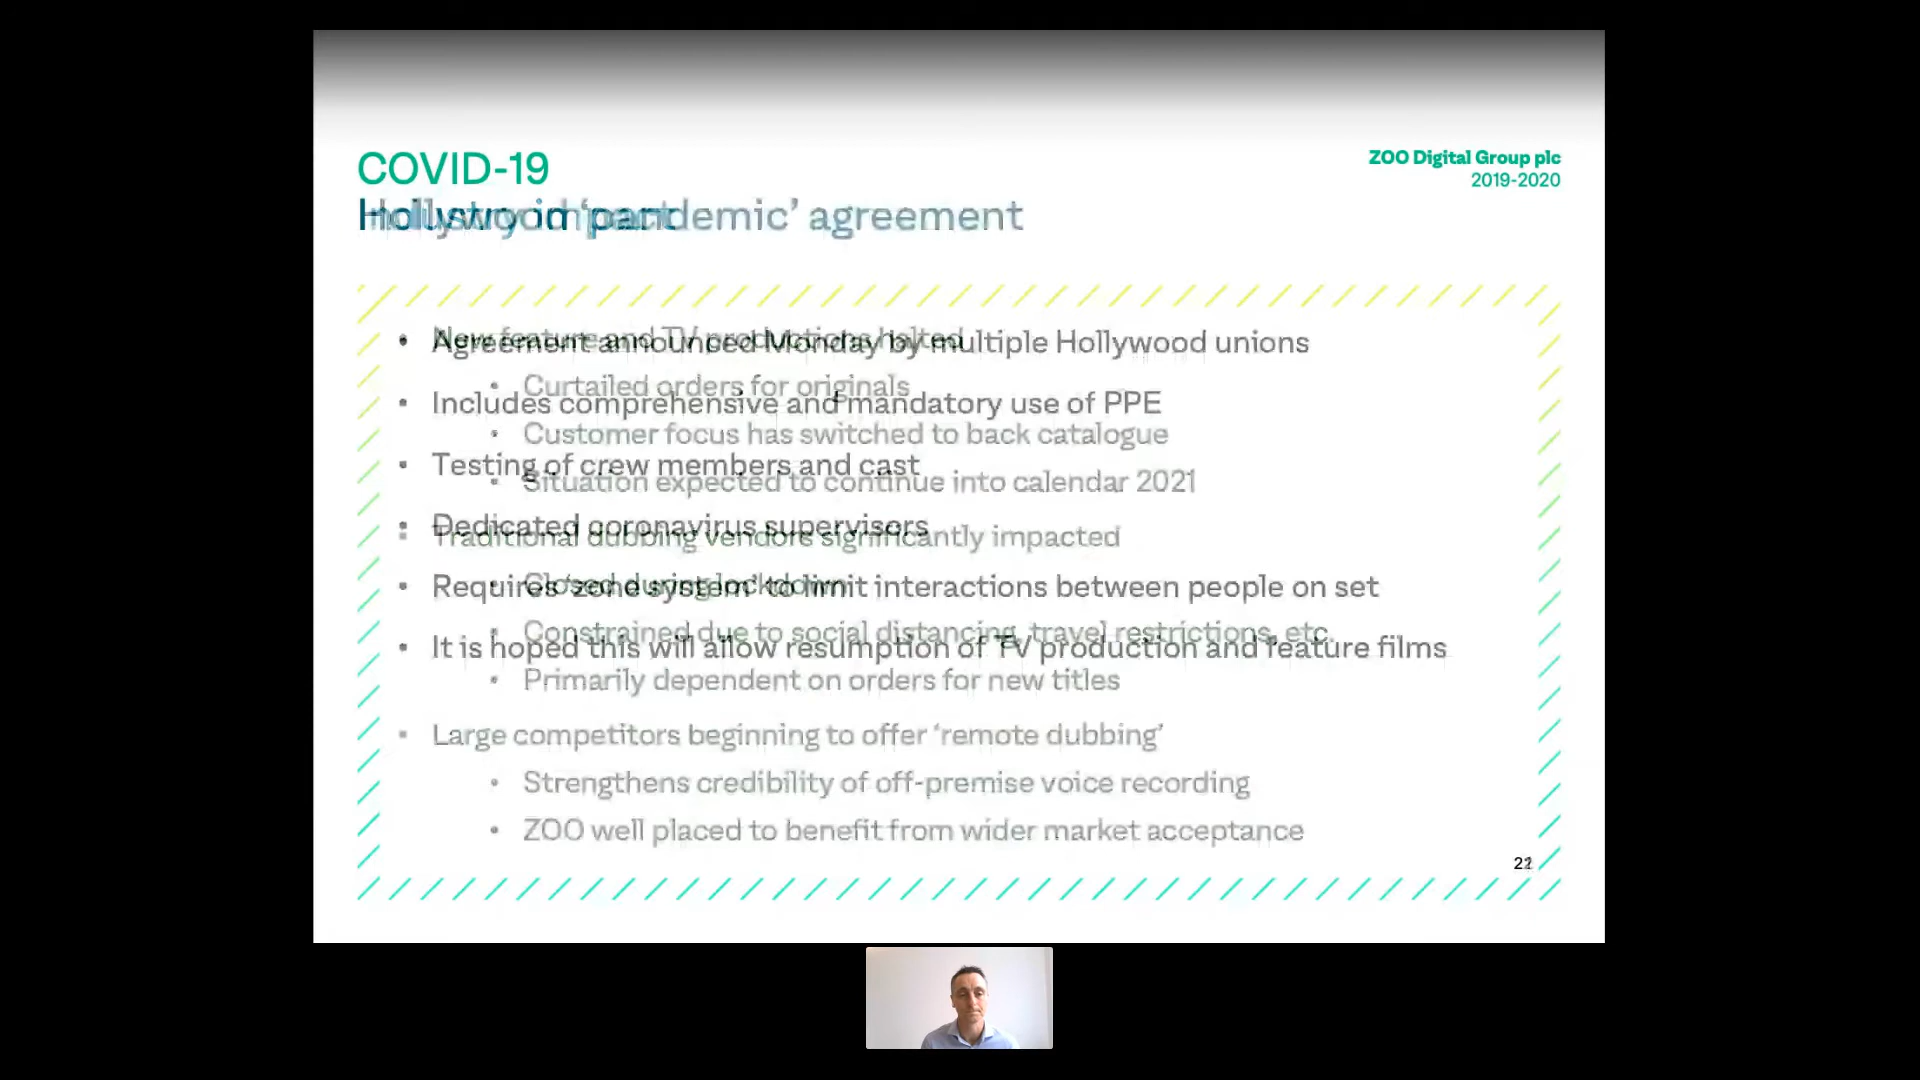 COVID-19
ZOO Digital Group plc
2019-2020
Hollywood 'pandemic' agreement
Industry impact
• New feature and TV productions halted
• Agreement announced Monday by multiple Hollywood unions
• Curtailed orders for originals
• Includes comprehensive and mandatory use of PPE
• Customer focus has switched to back catalogue
• Testing of crew members and cast
• Situation expected to continue into calendar 2021
• Dedicated coronavirus supervisors
• Traditional dubbing vendors significantly impacted
• Closed during lockdown
• Requires 'zone system' to limit interactions between people on set
• Constrained due to social distancing, travel restrictions, etc.
• It is hoped this will allow resumption of TV production and feature films
• Primarily dependent on orders for new titles
• Large competitors beginning to offer 'remote dubbing'
• Strengthens credibility of off-premise voice recording
• ZOO well placed to benefit from wider market acceptance